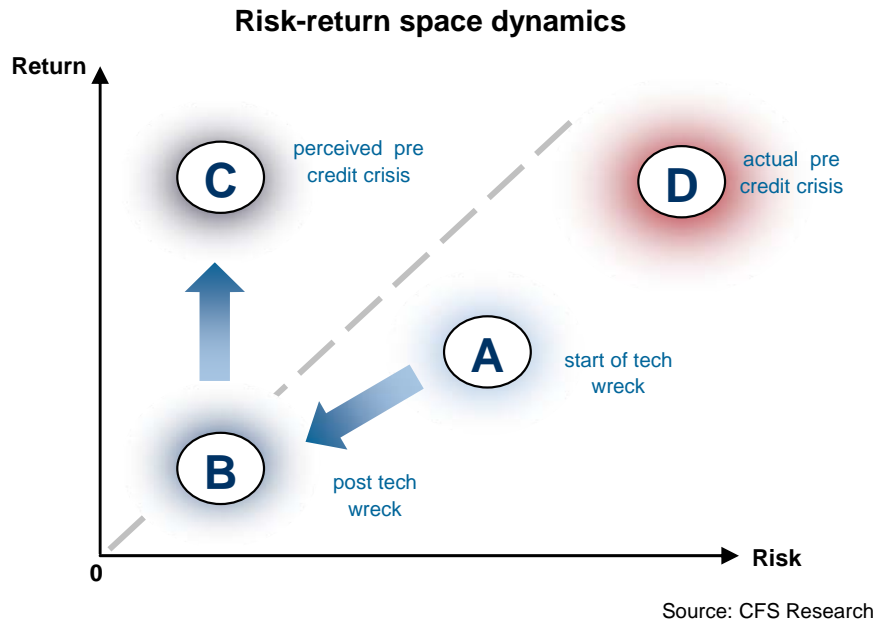 Risk-return space dynamics
Return
C
perceived pre
credit crisis
D
actual pre
credit crisis
A
start of tech
wreck
B
post tech
wreck
0
Risk
Source: CFS Research